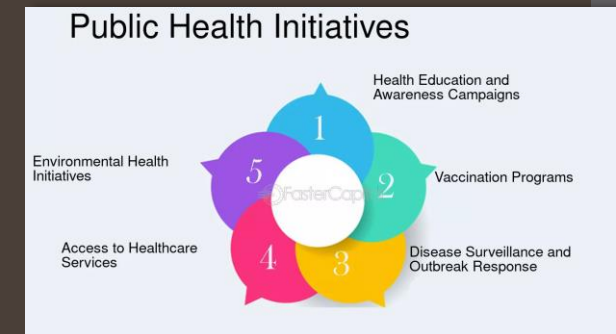 Public Health Initiatives
Health Education and
Awareness Campaigns
1
Environmental Health
Initiatives
5
2
Vaccination Programs
FasterCapital
Access to Healthcare
Services
4
3
Disease Surveillance and
Outbreak Response